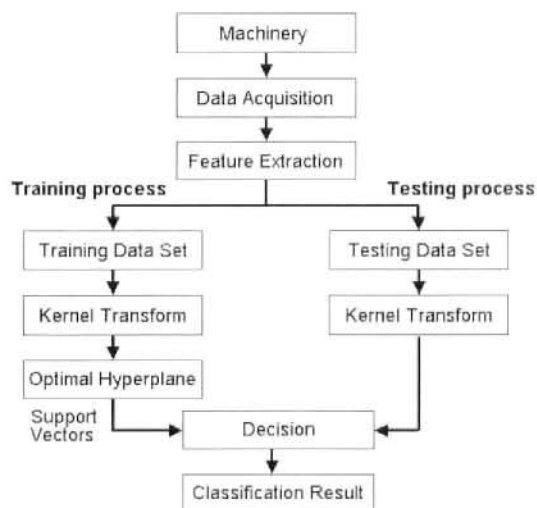 Machinery
Data Acquisition
Feature Extraction
Training process
Testing process
Training Data Set
Testing Data Set
Kernel Transform
Kernel Transform
Optimal Hyperplane
Support
Vectors
Decision
Classification Result